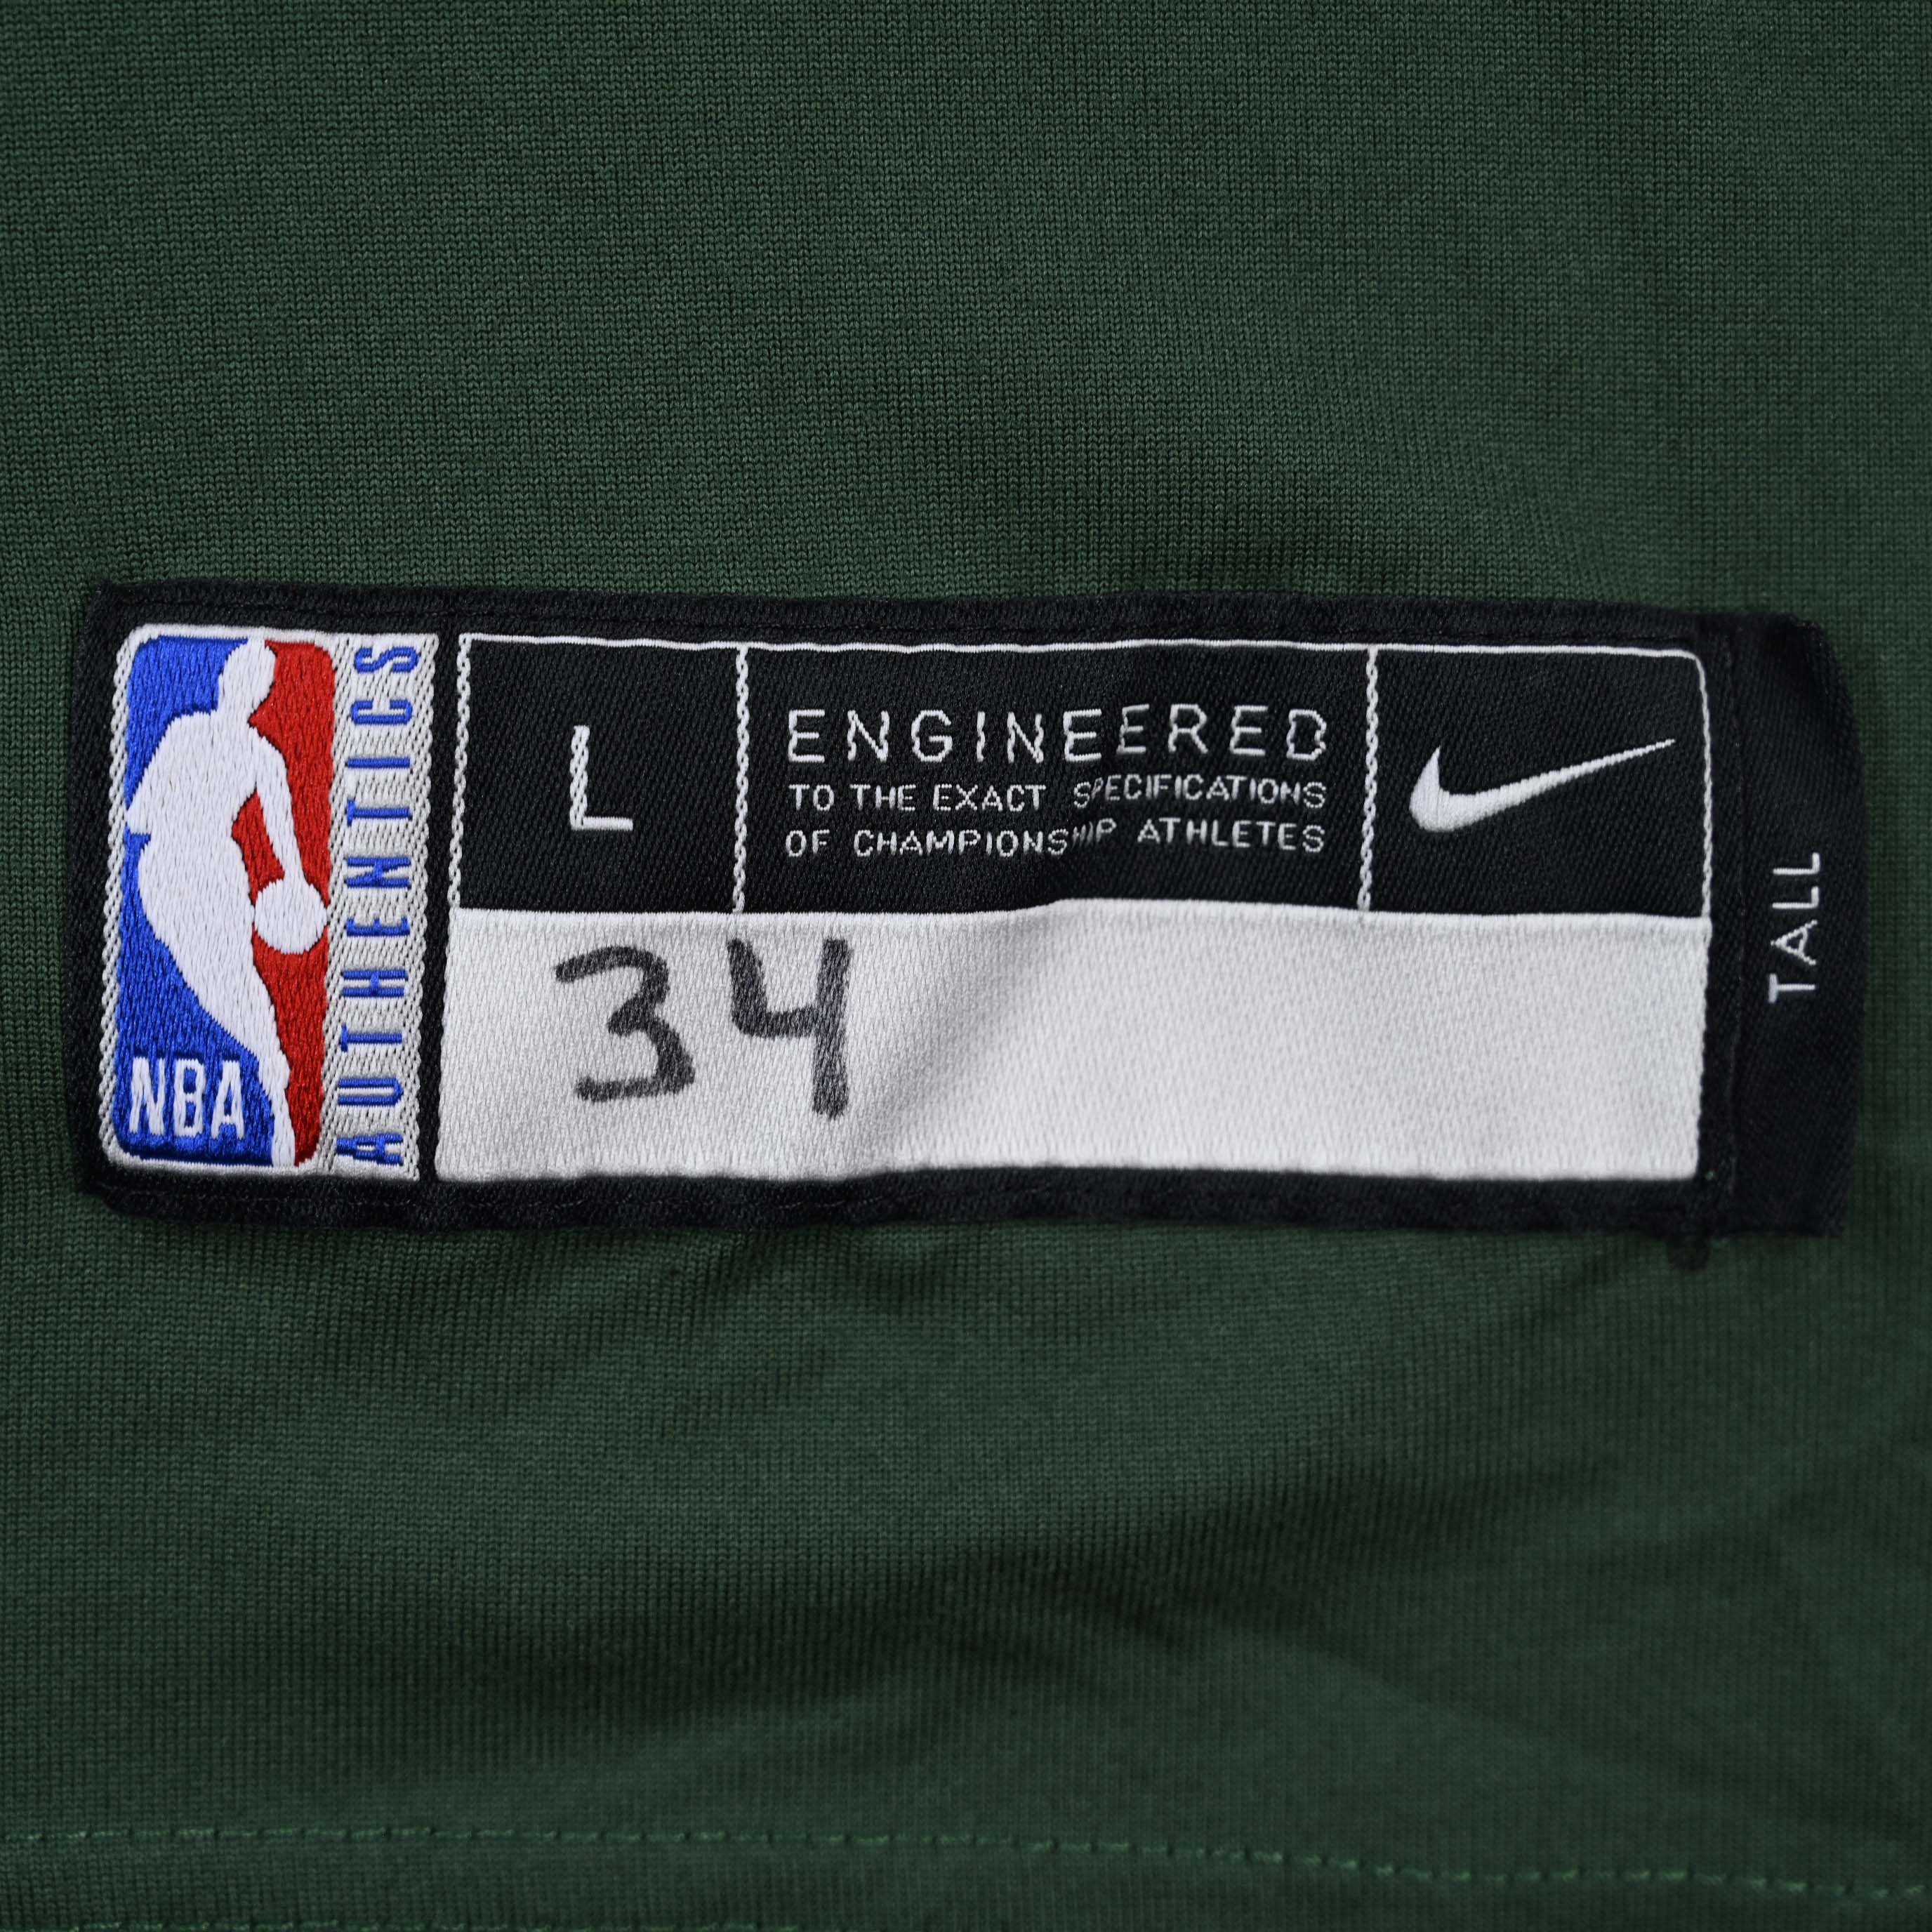 NBA
AUTHENTICS
L
ENGINEERED
TO THE EXACT SPECIFICATIONS
OF CHAMPIONSHIP ATHLETES
34
TALL